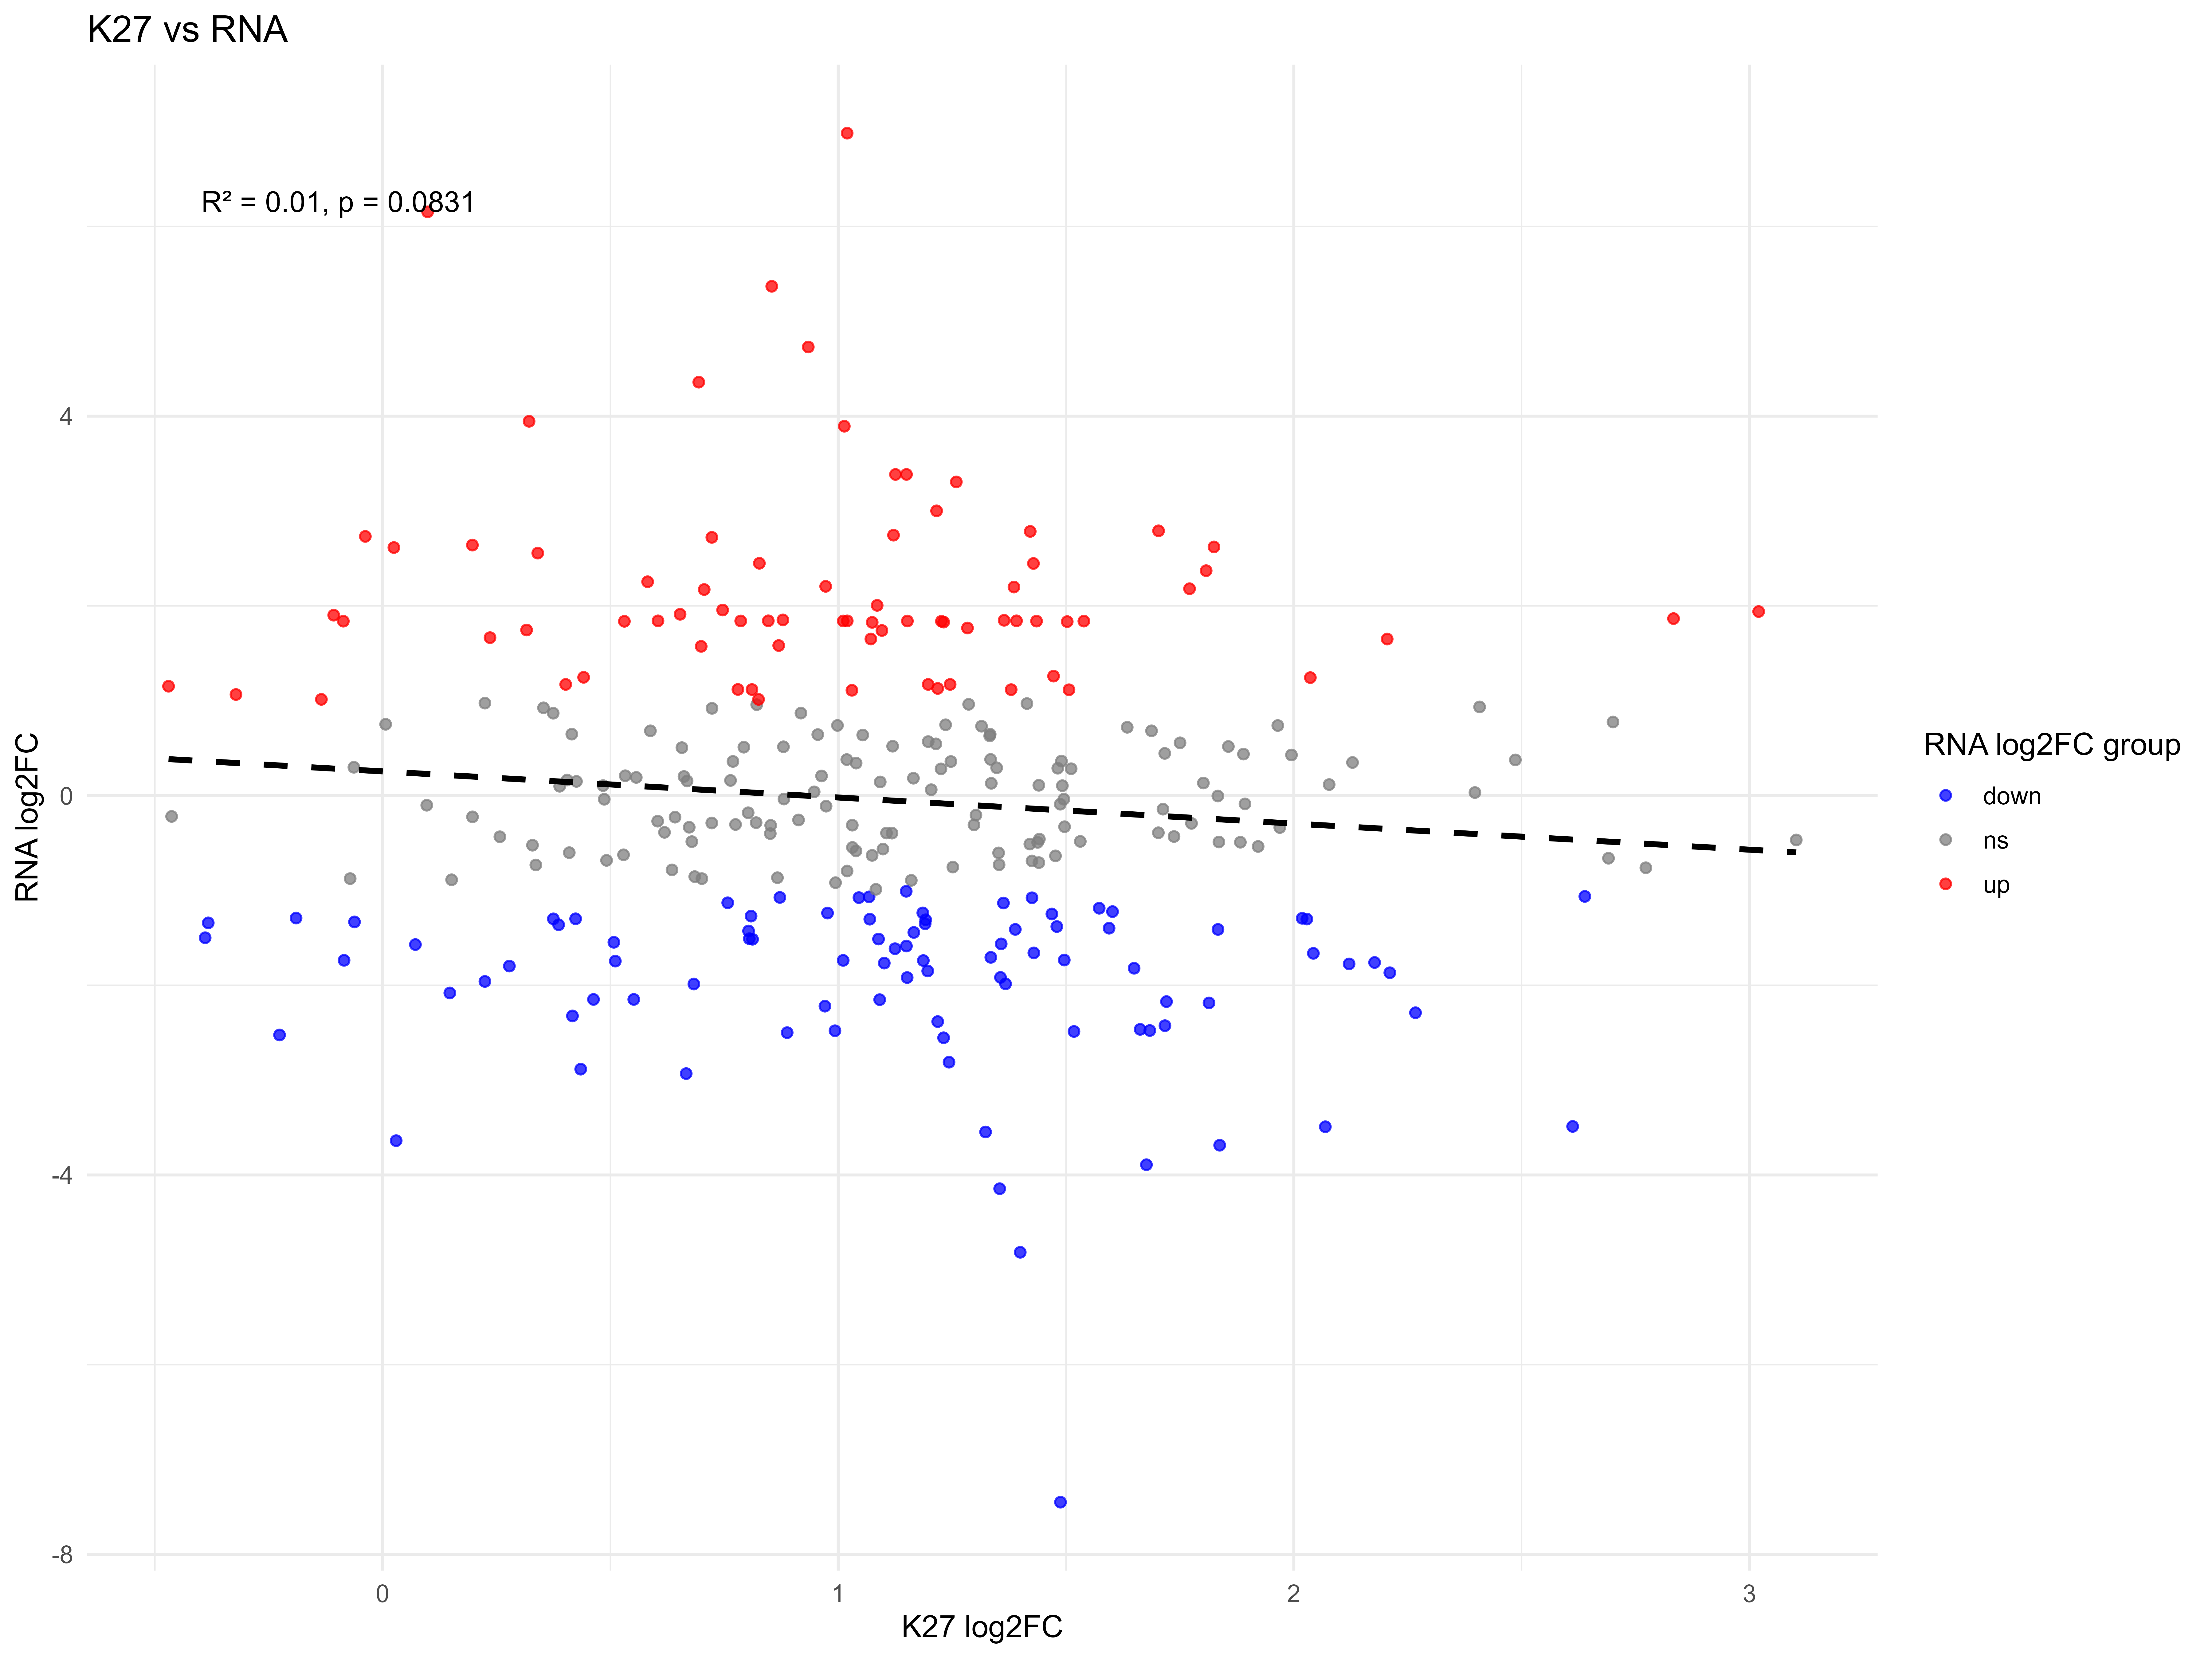 K27 vs RNA
R² = 0.01, p = 0.0831
4
0
-4
-8
RNA log2FC
0 1 2 3
K27 log2FC
RNA log2FC group
down
ns
up